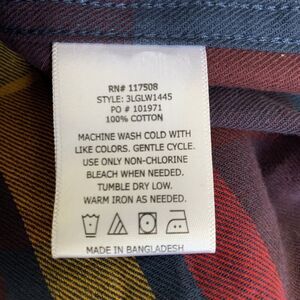 RN# 117508
STYLE: 3LGLW1445
PO # 101971
100% COTTON
MACHINE WASH COLD WITH
LIKE COLORS. GENTLE CYCLE.
USE ONLY NON-CHLORINE
BLEACH WHEN NEEDED.
TUMBLE DRY LOW.
WARM IRON AS NEEDED.
MADE IN BANGLADESH